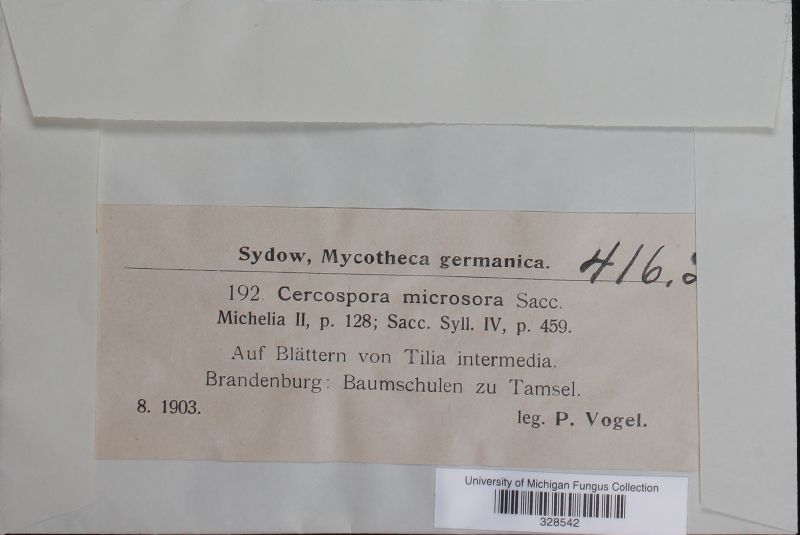 Sydow, Mycotheca germanica.
416.
192. Cercospora microsora Sacc.
Michelia II, p. 128; Sacc. Syll. IV, p. 459.
Auf Blättern von Tilia intermedia.
Brandenburg: Baumschulen zu Tamsel.
8. 1903.
leg. P. Vogel.
University of Michigan Fungus Collection
328542